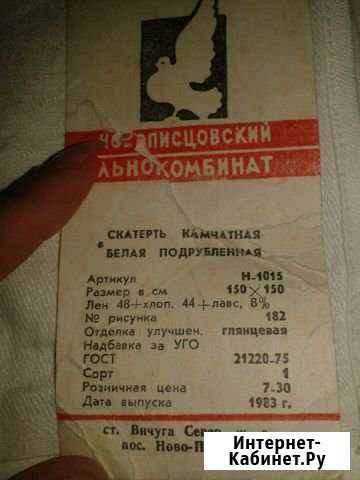 ПИСЦОВСКИЙ
ЛЬНОКОМБИНАТ
СКАТЕРТЬ КАМЧАТНАЯ
БЕЛАЯ ПОДРУБЛЕННАЯ
Артикул Н-1015
Размер в см 150×150
Лен 48+хлоп. 44+лавс, 8%
№ рисунка 182
Отделка улучшен. глянцевая
Надбавка за УГО
ГОСТ 21220-75
Сорт 1
Розничная цена 7-30
Дата выпуска 1983 г.
ст. Вичуга Север
пос. Ново-П
Интернет-
Кабинет.Ру